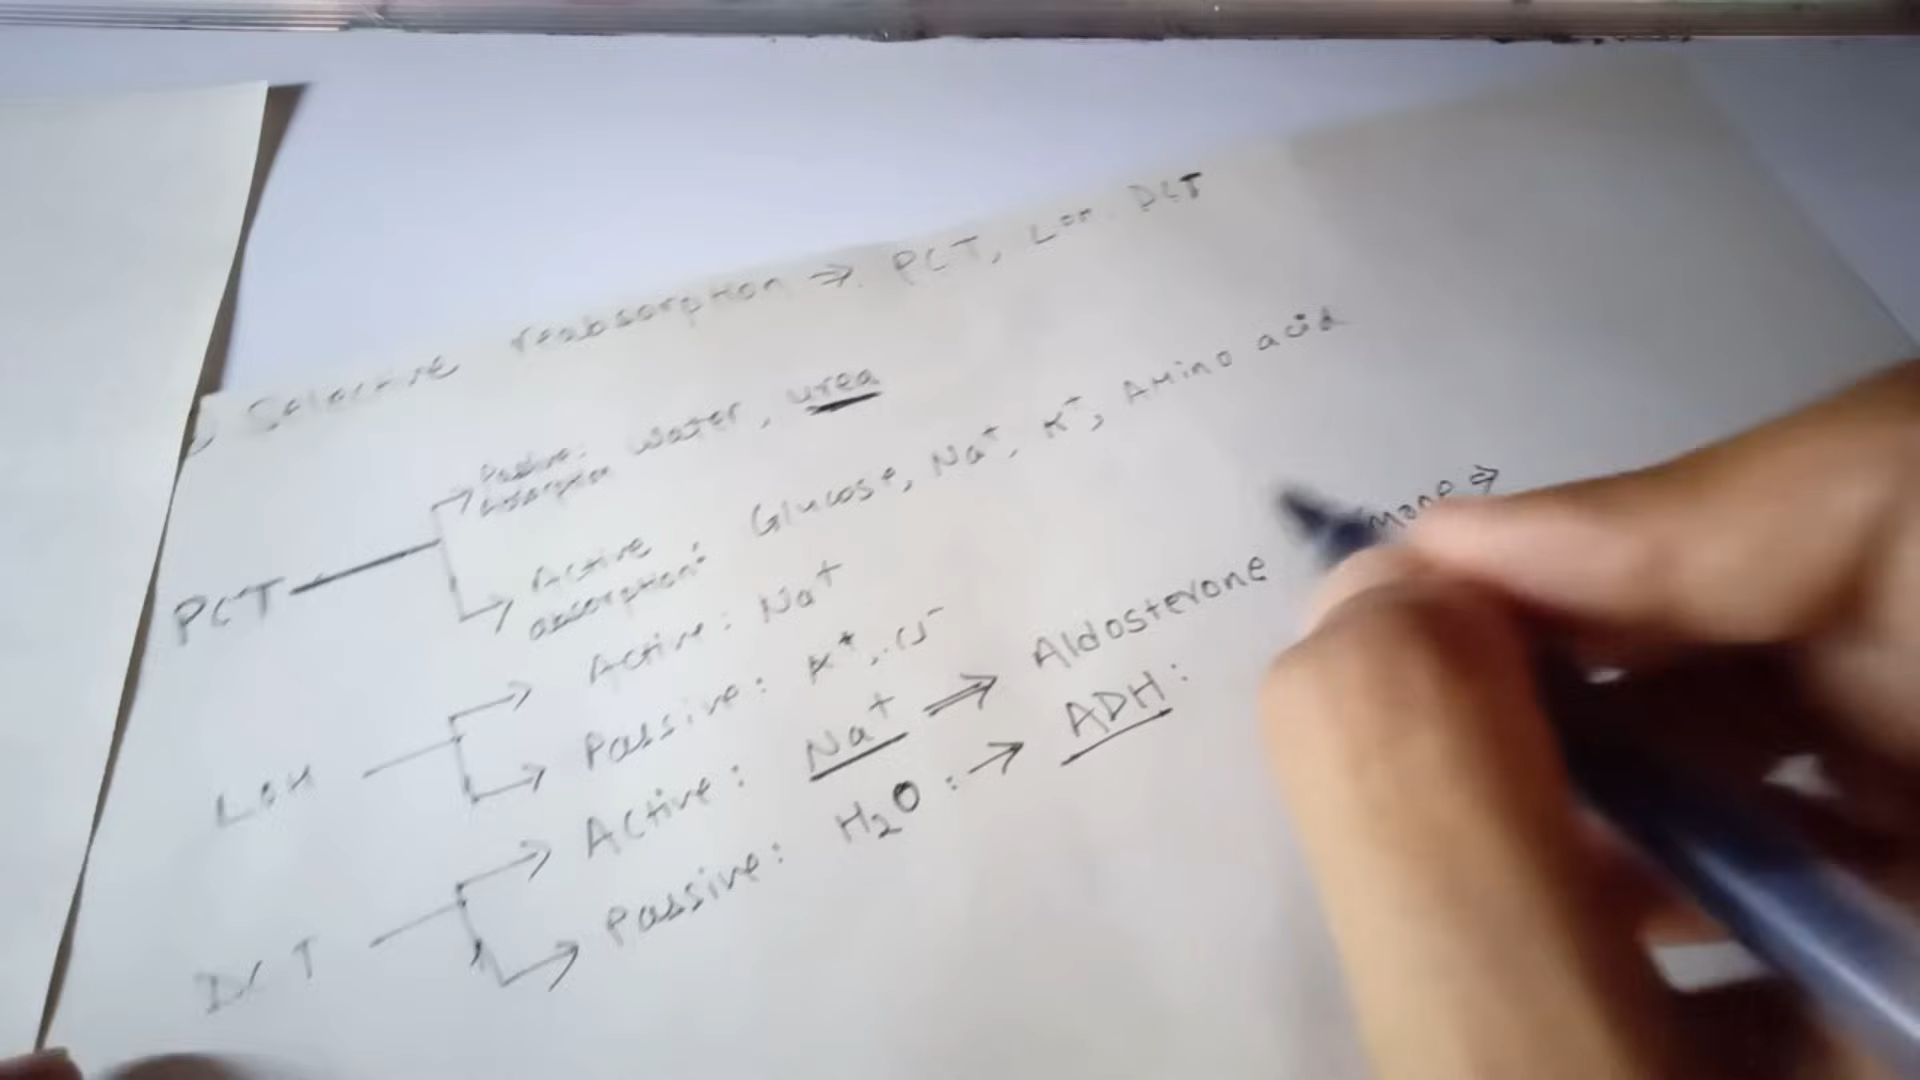 Selective reabsorption → PCT, LOH, DCT
Passive absorption: Water, urea
PCT
Active absorption: Glucose, Na⁺, K⁺, Amino acid
Active: Na⁺
LOH
Passive: K⁺, Cl⁻
Active: Na⁺ ⇒ Aldosterone →
DCT
Passive: H₂O: → ADH: